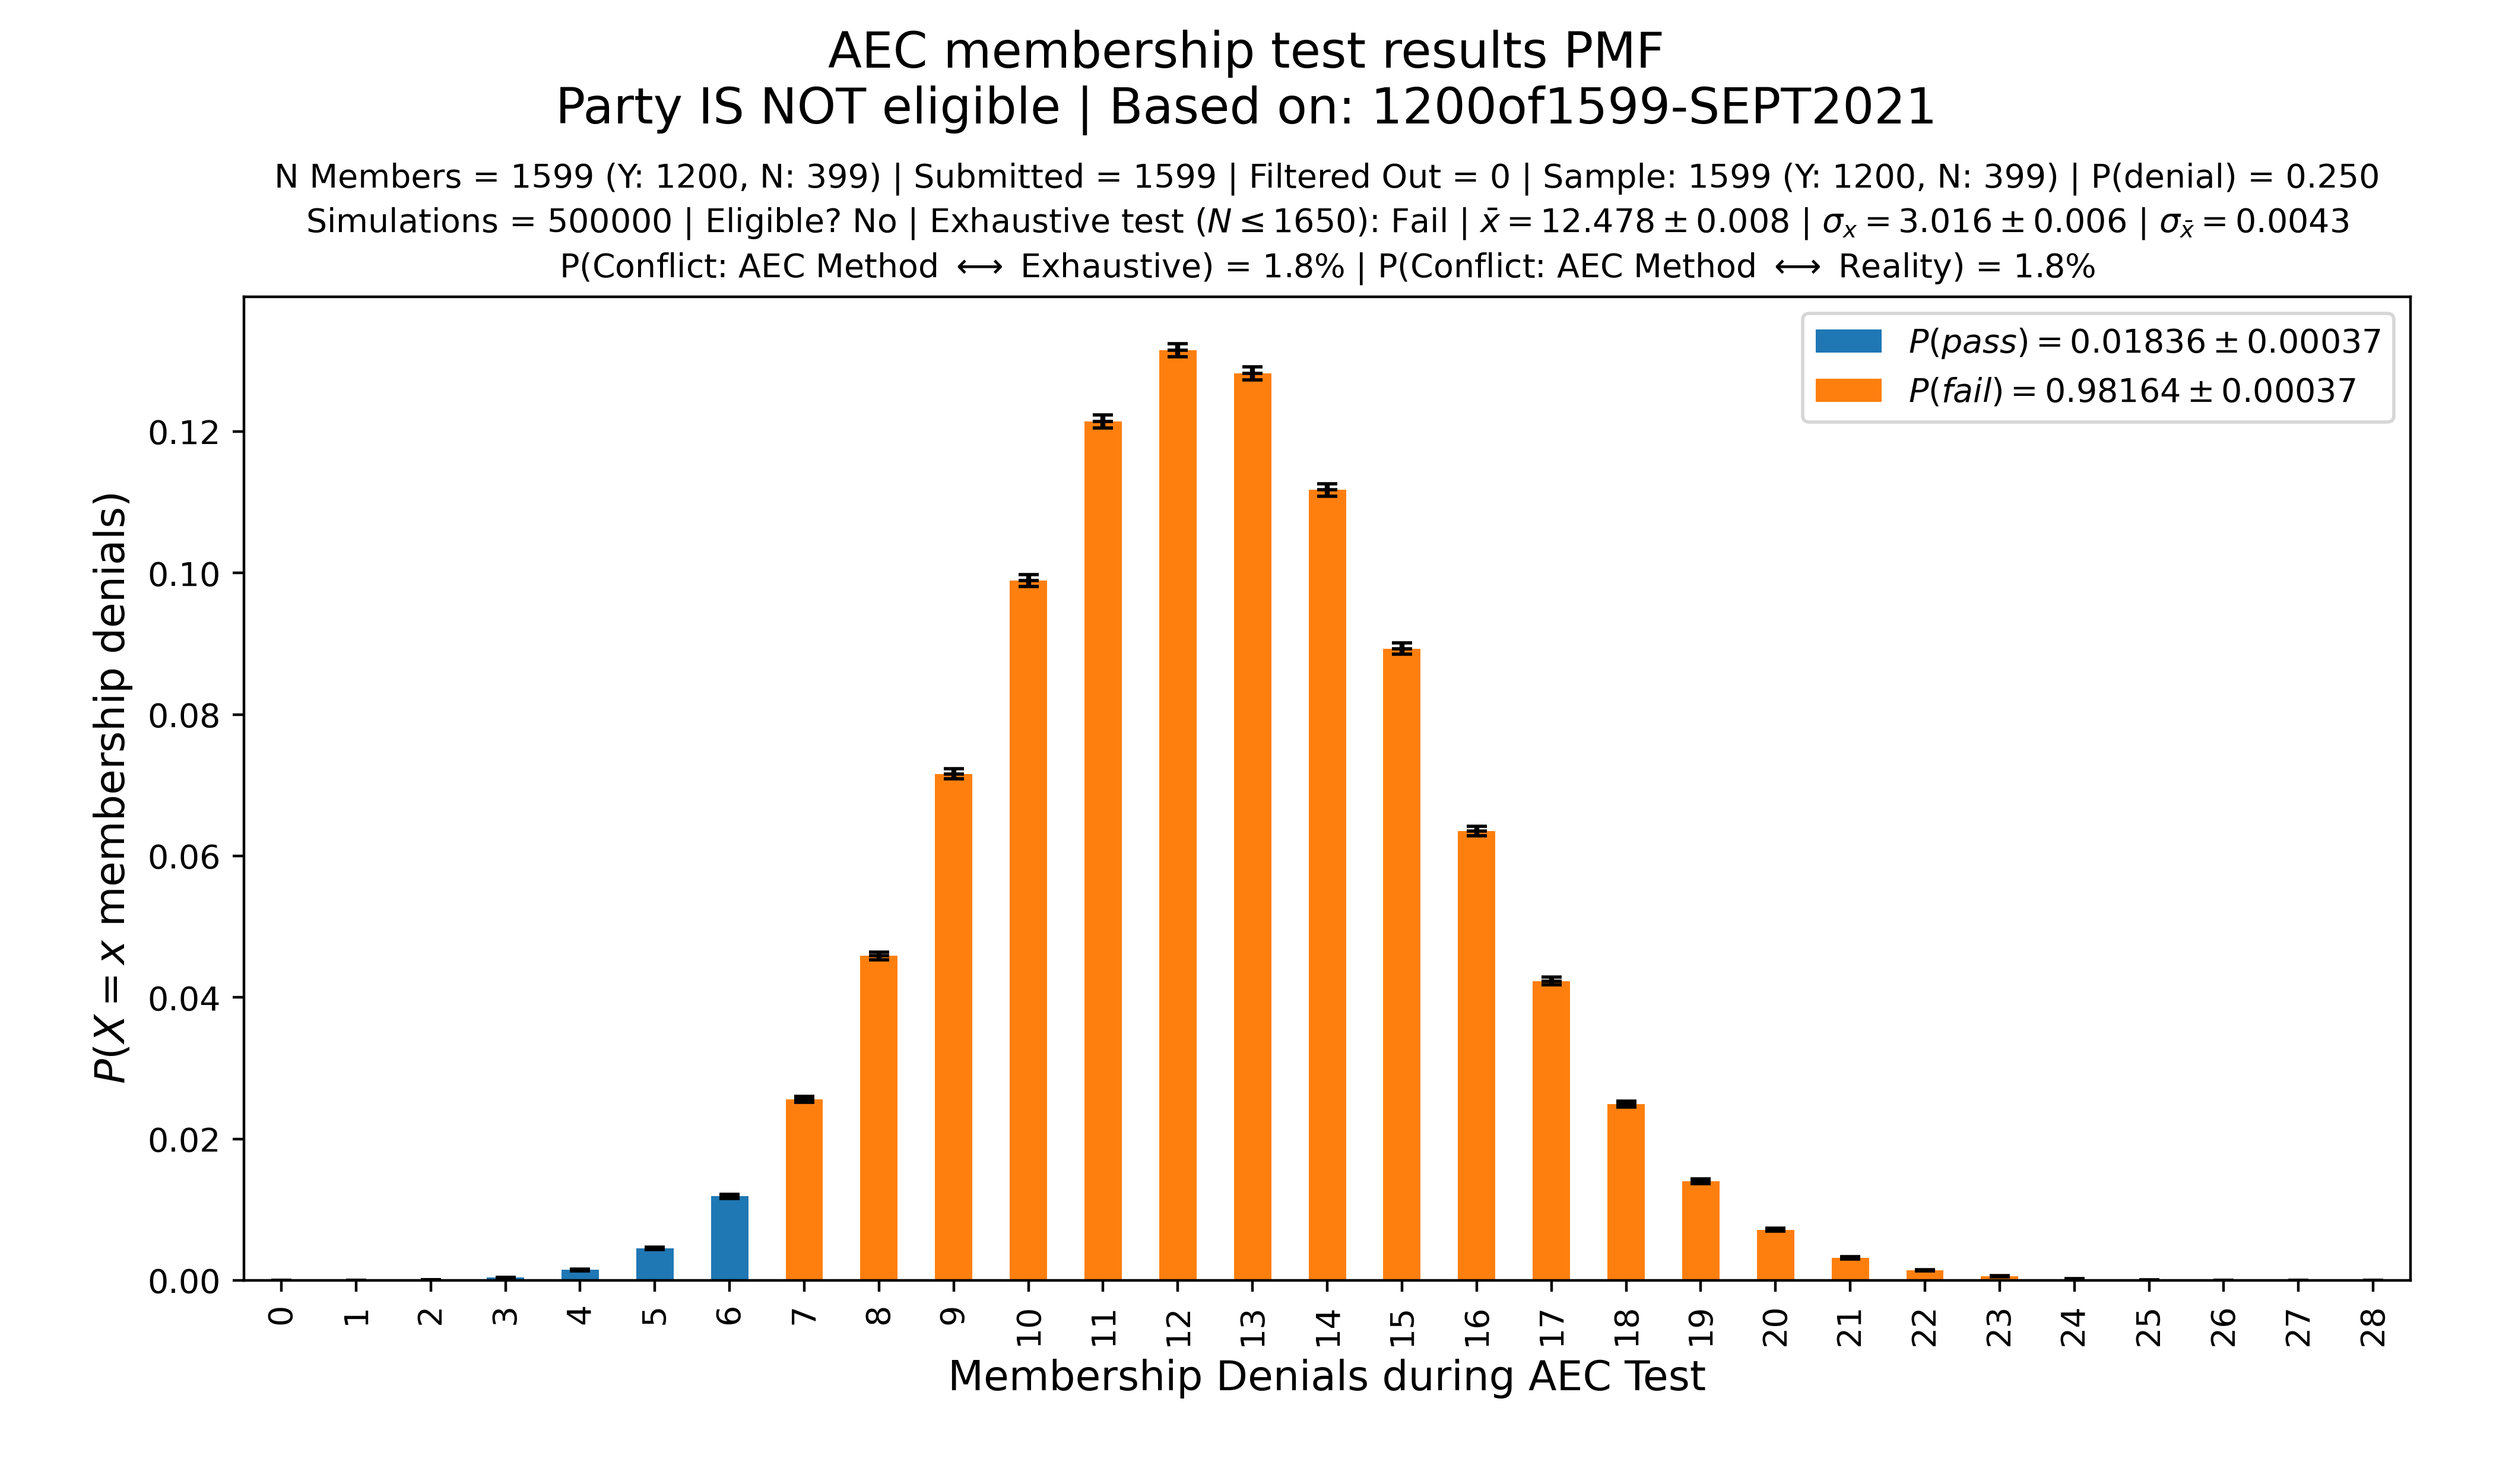 AEC membership test results PMF
Party IS NOT eligible | Based on: 1200of1599-SEPT2021
N Members = 1599 (Y: 1200, N: 399) | Submitted = 1599 | Filtered Out = 0 | Sample: 1599 (Y: 1200, N: 399) | P(denial) = 0.250
Simulations = 500000 | Eligible? No | Exhaustive test (N ≤ 1650): Fail | x̄ = 12.478 ± 0.008 | σₓ = 3.016 ± 0.006 | σ_x̄ = 0.0043
P(Conflict: AEC Method ⟷ Exhaustive) = 1.8% | P(Conflict: AEC Method ⟷ Reality) = 1.8%
P(pass) = 0.01836 ± 0.00037
P(fail) = 0.98164 ± 0.00037
P(X = x membership denials)
0.12
0.10
0.08
0.06
0.04
0.02
0.00
0 1 2 3 4 5 6 7 8 9 10 11 12 13 14 15 16 17 18 19 20 21 22 23 24 25 26 27 28
Membership Denials during AEC Test